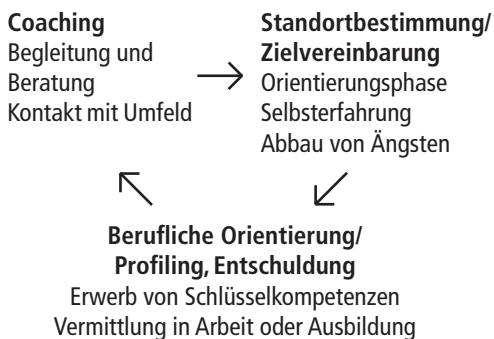 Coaching
Begleitung und
Beratung
Kontakt mit Umfeld
Standortbestimmung/
Zielvereinbarung
Orientierungsphase
Selbsterfahrung
Abbau von Ängsten
Berufliche Orientierung/
Profiling, Entschuldung
Erwerb von Schlüsselkompetenzen
Vermittlung in Arbeit oder Ausbildung